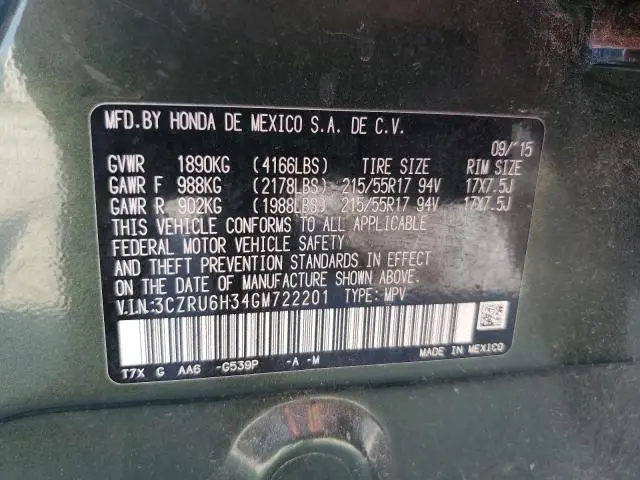 MFD.BY HONDA DE MEXICO S.A. DE C.V.
09/'15
GVWR 1890KG (4166LBS) TIRE SIZE RIM SIZE
GAWR F 988KG (2178LBS) 215/55R17 94V 17X7.5J
GAWR R 902KG (1988LBS) 215/55R17 94V 17X7.5J
THIS VEHICLE CONFORMS TO ALL APPLICABLE
FEDERAL MOTOR VEHICLE SAFETY
AND THEFT PREVENTION STANDARDS IN EFFECT
ON THE DATE OF MANUFACTURE SHOWN ABOVE.
V.I.N:3CZRU6H34GM722201 TYPE: MPV
T7X G AA6 -G539P -A -M
MADE IN MEXICO